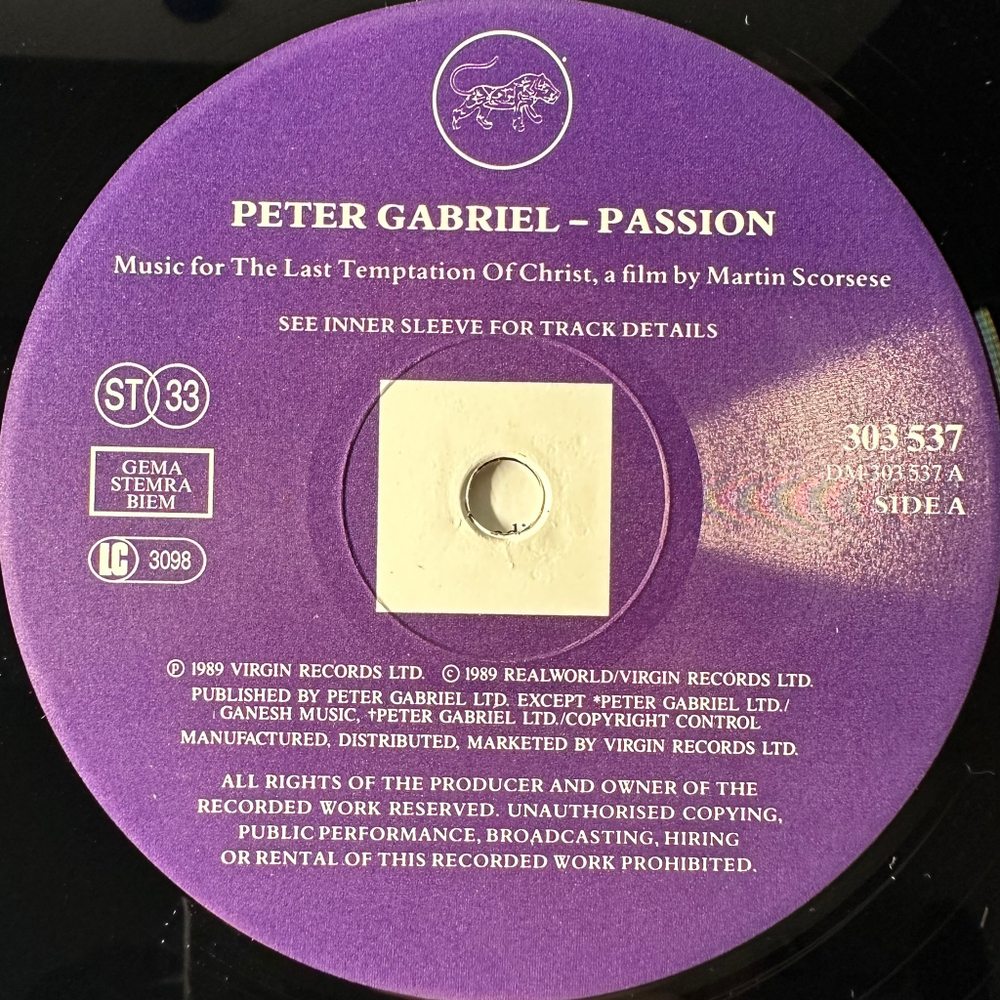 PETER GABRIEL – PASSION
Music for The Last Temptation Of Christ, a film by Martin Scorsese
SEE INNER SLEEVE FOR TRACK DETAILS
ST 33
GEMA
STEMRA
BIEM
LC 3098
303 537
DM 303 537 A
SIDE A
℗ 1989 VIRGIN RECORDS LTD. © 1989 REALWORLD/VIRGIN RECORDS LTD.
PUBLISHED BY PETER GABRIEL LTD. EXCEPT *PETER GABRIEL LTD./
GANESH MUSIC, †PETER GABRIEL LTD./COPYRIGHT CONTROL
MANUFACTURED, DISTRIBUTED, MARKETED BY VIRGIN RECORDS LTD.
ALL RIGHTS OF THE PRODUCER AND OWNER OF THE
RECORDED WORK RESERVED. UNAUTHORISED COPYING,
PUBLIC PERFORMANCE, BROADCASTING, HIRING
OR RENTAL OF THIS RECORDED WORK PROHIBITED.